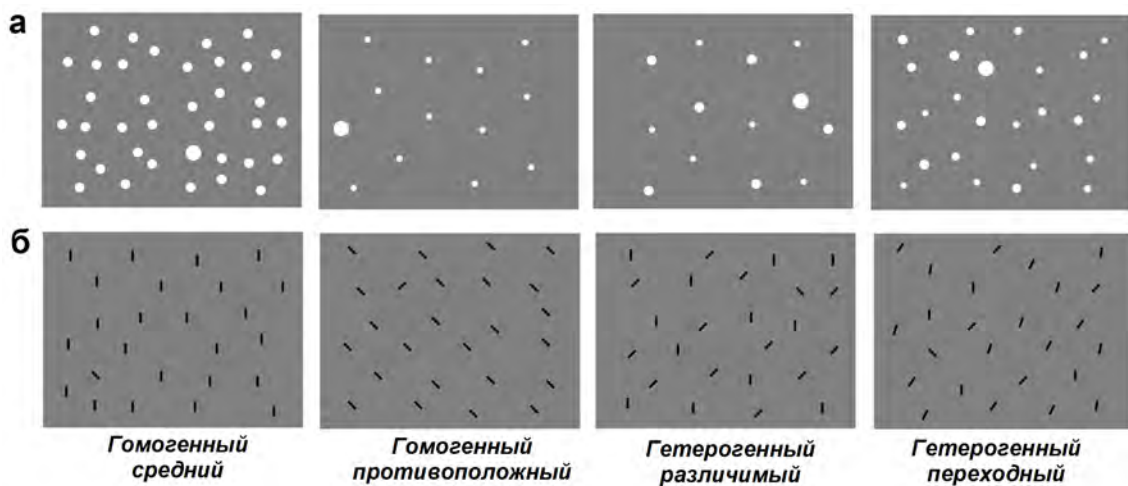 а
б
Гомогенный
средний
Гомогенный
противоположный
Гетерогенный
различимый
Гетерогенный
переходный